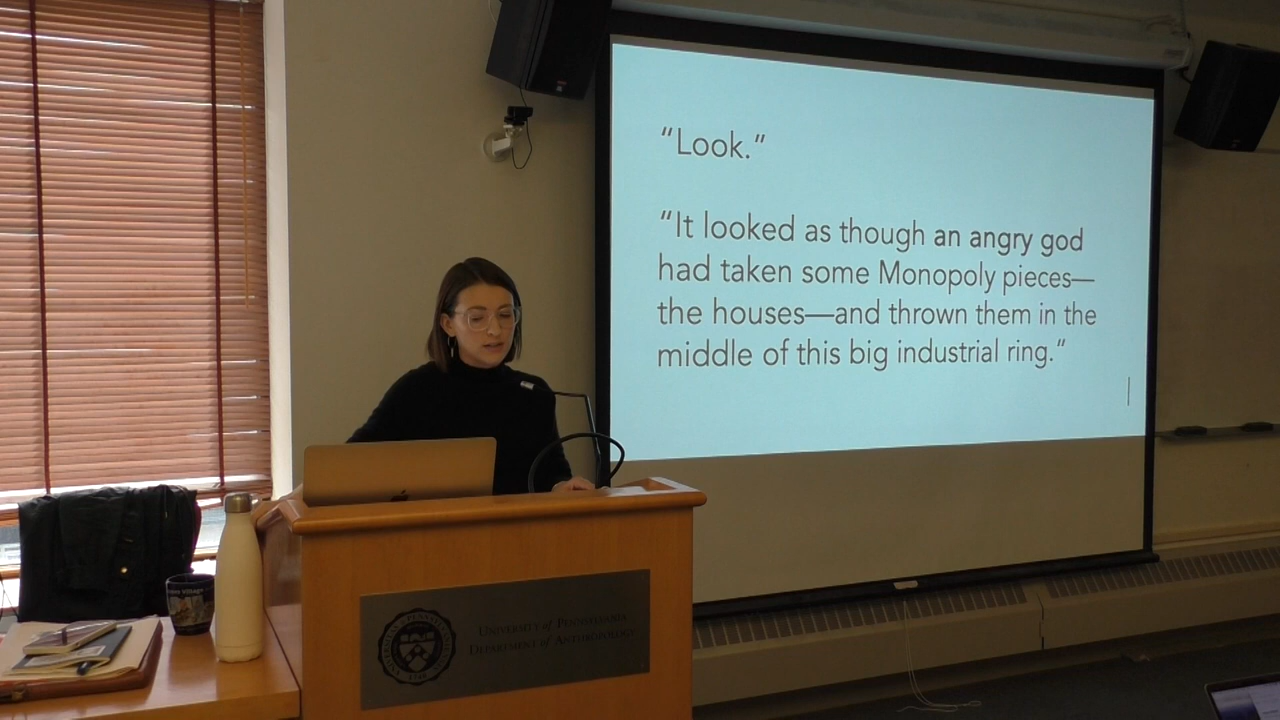 “Look.”
“It looked as though an angry god
had taken some Monopoly pieces—
the houses—and thrown them in the
middle of this big industrial ring.”
University of Pennsylvania
Department of Anthropology